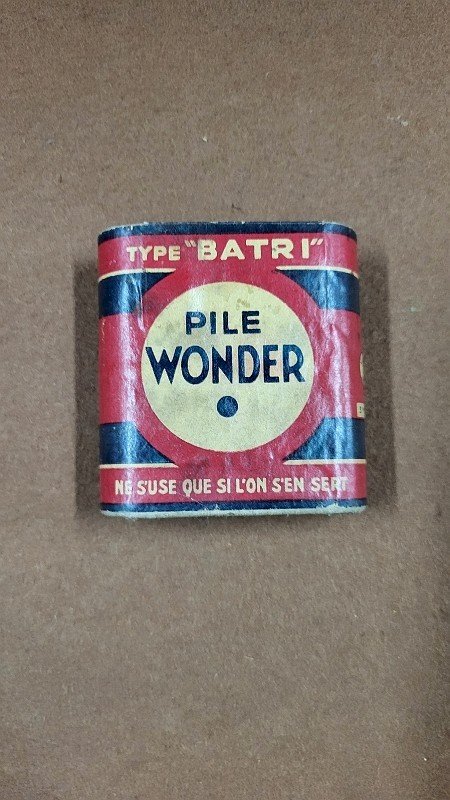 TYPE "BATRI"
PILE
WONDER
NE S'USE QUE SI L'ON S'EN SERT